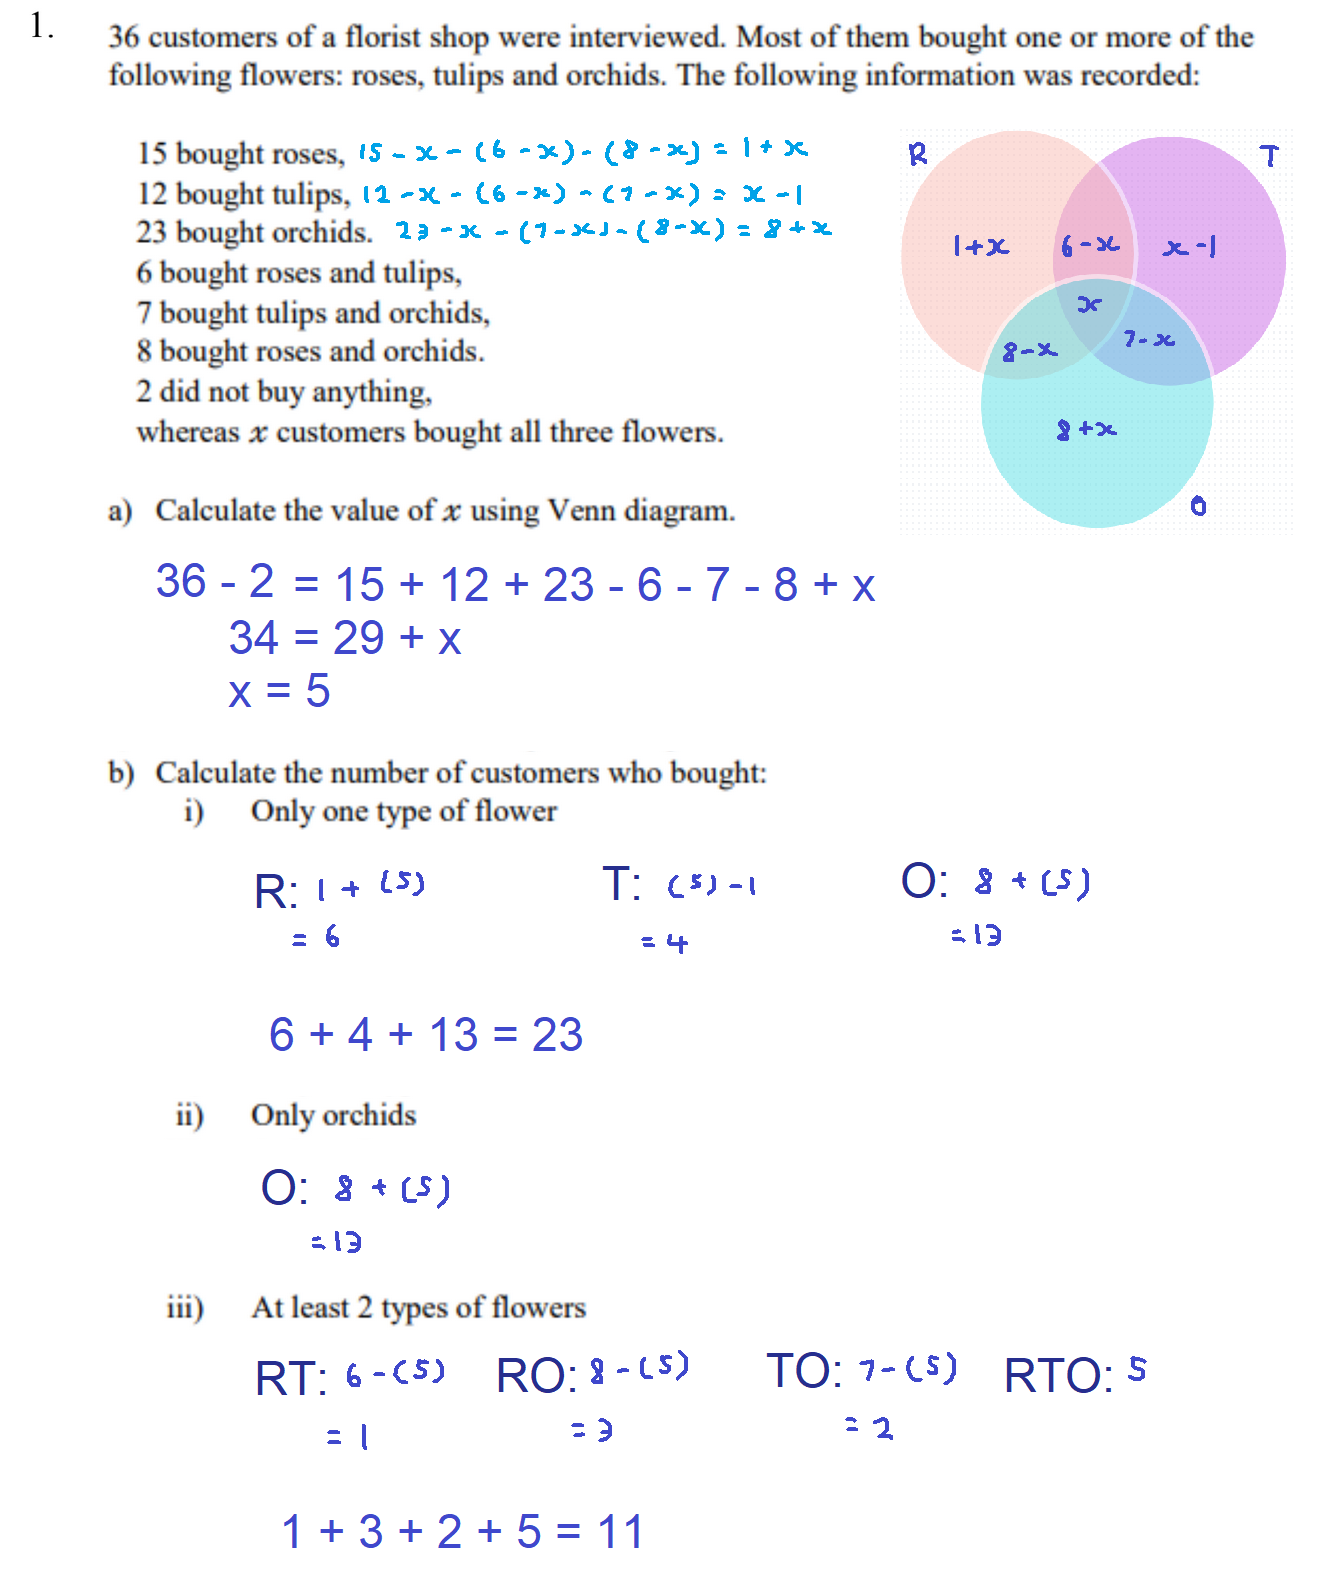 1.
36 customers of a florist shop were interviewed. Most of them bought one or more of the
following flowers: roses, tulips and orchids. The following information was recorded:
15 bought roses, 15 - x - (6 - x) - (8 - x) = 1 + x
12 bought tulips, 12 - x - (6 - x) - (7 - x) = x - 1
23 bought orchids. 23 - x - (7 - x) - (8 - x) = 8 + x
6 bought roses and tulips,
7 bought tulips and orchids,
8 bought roses and orchids.
2 did not buy anything,
whereas x customers bought all three flowers.
R T
1+x 6-x x-1
x
8-x 7-x
8+x
O
a) Calculate the value of x using Venn diagram.
36 - 2 = 15 + 12 + 23 - 6 - 7 - 8 + x
34 = 29 + x
x = 5
b) Calculate the number of customers who bought:
i) Only one type of flower
R: 1 + (5) T: (5) - 1 O: 8 + (5)
= 6 = 4 = 13
6 + 4 + 13 = 23
ii) Only orchids
O: 8 + (5)
= 13
iii) At least 2 types of flowers
RT: 6 - (5) RO: 8 - (5) TO: 7 - (5) RTO: 5
= 1 = 3 = 2
1 + 3 + 2 + 5 = 11